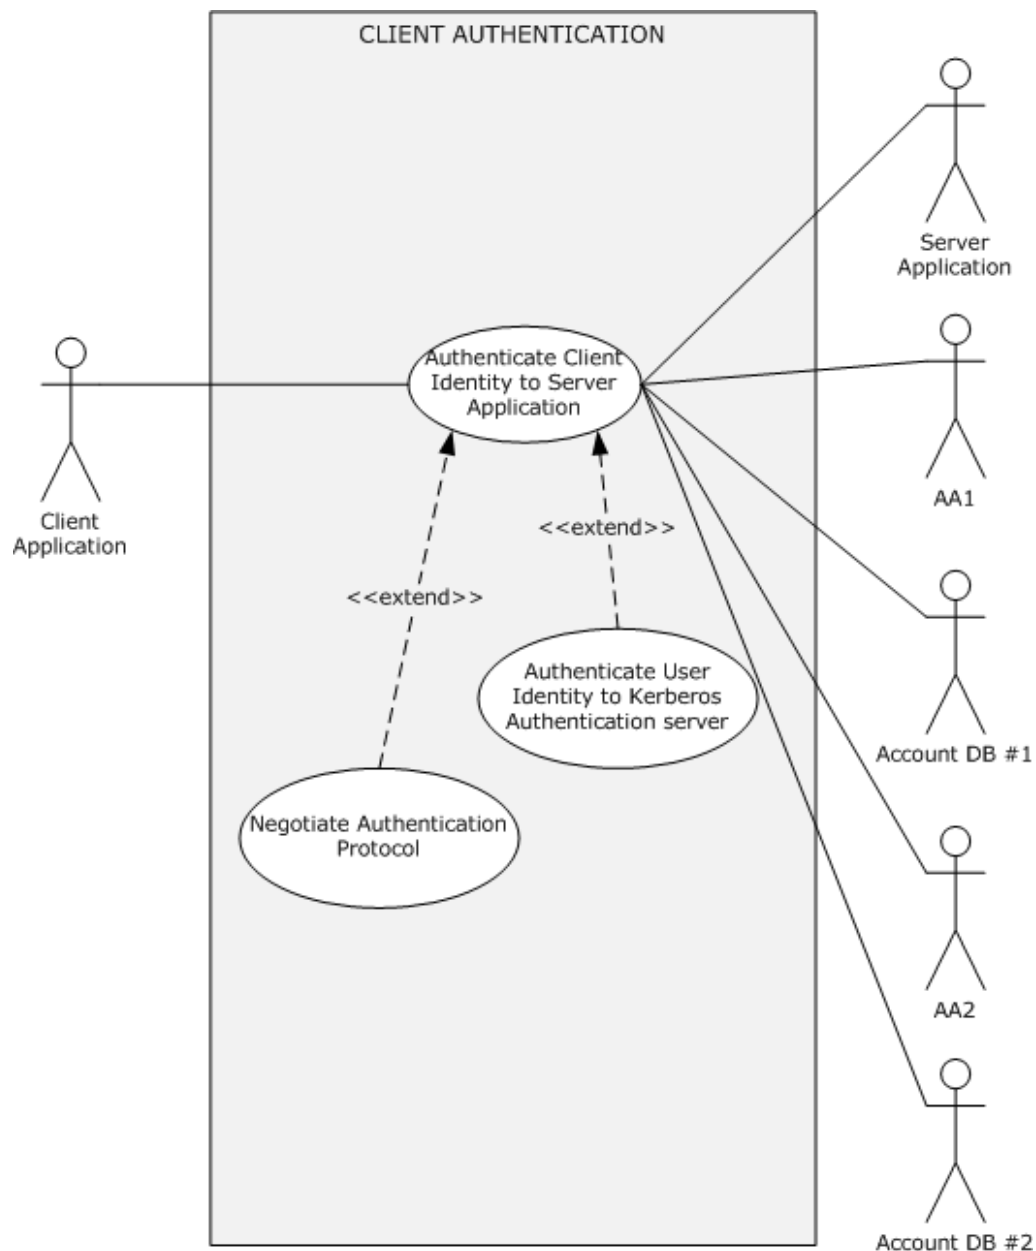 CLIENT AUTHENTICATION
Server
Application
Authenticate Client
Identity to Server
Application
AA1
Client
Application
<<extend>>
<<extend>>
Authenticate User
Identity to Kerberos
Authentication server
Account DB #1
Negotiate Authentication
Protocol
AA2
Account DB #2